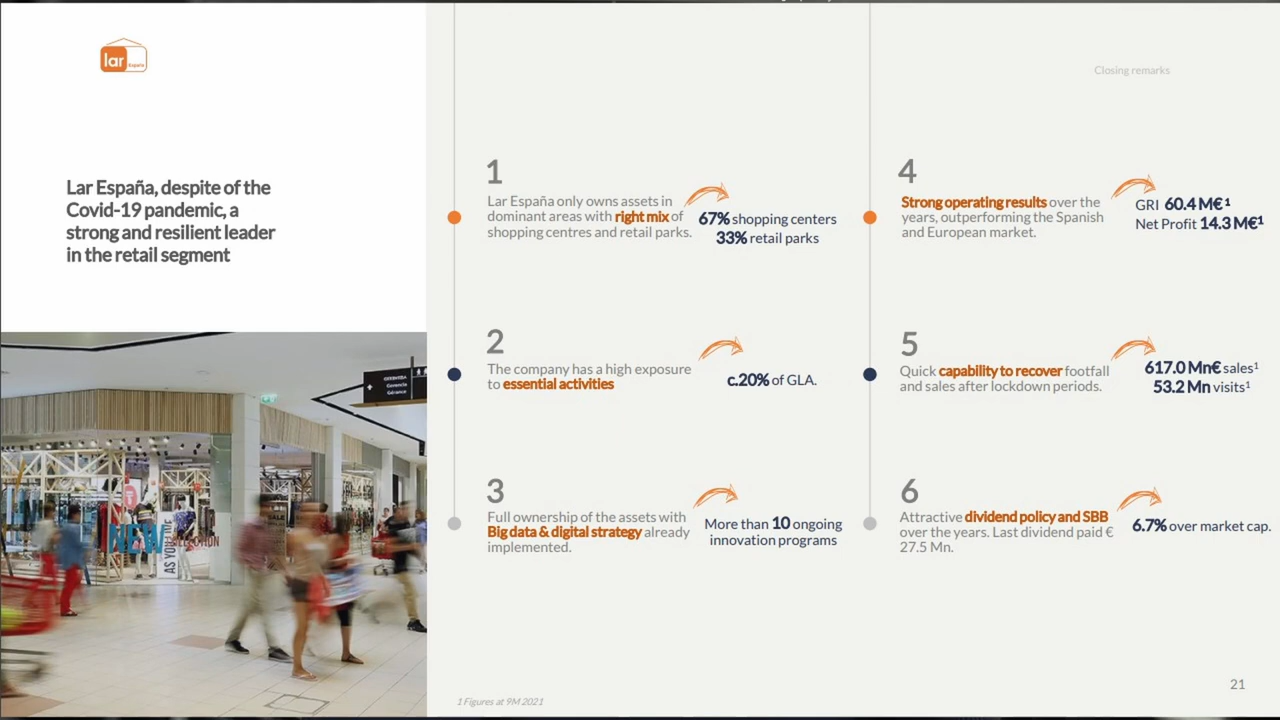 lar
España
Closing remarks
Lar España, despite of the
Covid-19 pandemic, a
strong and resilient leader
in the retail segment
1
Lar España only owns assets in
dominant areas with right mix of
shopping centres and retail parks.
67% shopping centers
33% retail parks
2
The company has a high exposure
to essential activities
c.20% of GLA.
3
Full ownership of the assets with
Big data & digital strategy already
implemented.
More than 10 ongoing
innovation programs
4
Strong operating results over the
years, outperforming the Spanish
and European market.
GRI 60.4 M€ ¹
Net Profit 14.3 M€¹
5
Quick capability to recover footfall
and sales after lockdown periods.
617.0 Mn€ sales¹
53.2 Mn visits¹
6
Attractive dividend policy and SBB
over the years. Last dividend paid €
27.5 Mn.
6.7% over market cap.
NEW
AS YOU
1 Figures at 9M 2021
21